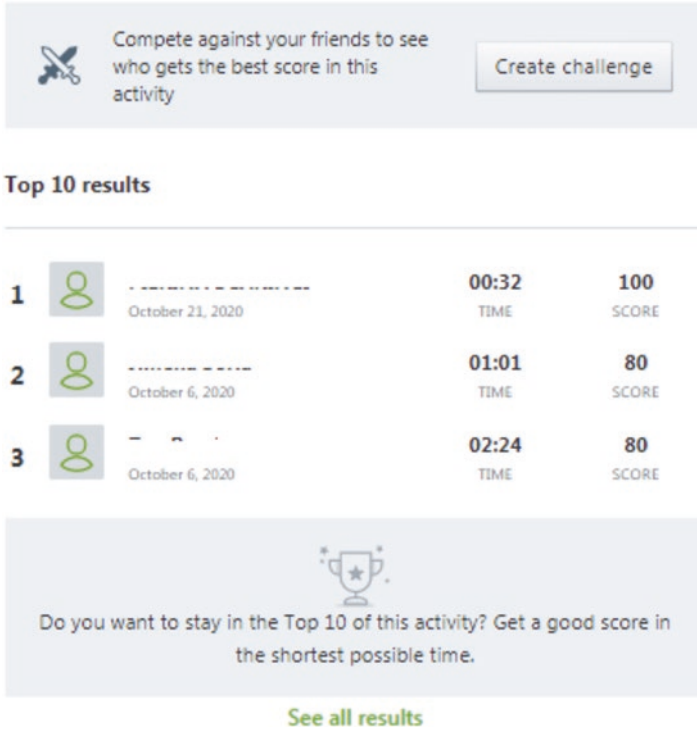 Compete against your friends to see
who gets the best score in this
activity
Create challenge
Top 10 results
1
00:32
100
October 21, 2020
TIME
SCORE
2
01:01
80
October 6, 2020
TIME
SCORE
3
02:24
80
October 6, 2020
TIME
SCORE
Do you want to stay in the Top 10 of this activity? Get a good score in
the shortest possible time.
See all results